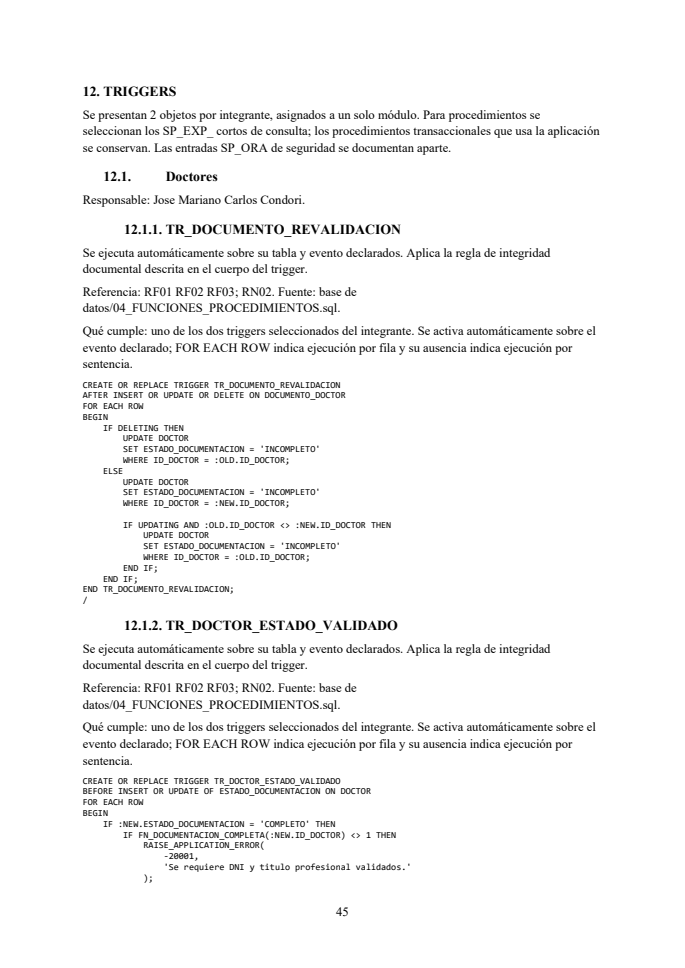 12. TRIGGERS
Se presentan 2 objetos por integrante, asignados a un solo módulo. Para procedimientos se
seleccionan los SP_EXP_ cortos de consulta; los procedimientos transaccionales que usa la aplicación
se conservan. Las entradas SP_ORA de seguridad se documentan aparte.
12.1. Doctores
Responsable: Jose Mariano Carlos Condori.
12.1.1. TR_DOCUMENTO_REVALIDACION
Se ejecuta automáticamente sobre su tabla y evento declarados. Aplica la regla de integridad
documental descrita en el cuerpo del trigger.
Referencia: RF01 RF02 RF03; RN02. Fuente: base de
datos/04_FUNCIONES_PROCEDIMIENTOS.sql.
Qué cumple: uno de los dos triggers seleccionados del integrante. Se activa automáticamente sobre el
evento declarado; FOR EACH ROW indica ejecución por fila y su ausencia indica ejecución por
sentencia.
CREATE OR REPLACE TRIGGER TR_DOCUMENTO_REVALIDACION
AFTER INSERT OR UPDATE OR DELETE ON DOCUMENTO_DOCTOR
FOR EACH ROW
BEGIN
    IF DELETING THEN
        UPDATE DOCTOR
        SET ESTADO_DOCUMENTACION = 'INCOMPLETO'
        WHERE ID_DOCTOR = :OLD.ID_DOCTOR;
    ELSE
        UPDATE DOCTOR
        SET ESTADO_DOCUMENTACION = 'INCOMPLETO'
        WHERE ID_DOCTOR = :NEW.ID_DOCTOR;
        IF UPDATING AND :OLD.ID_DOCTOR <> :NEW.ID_DOCTOR THEN
            UPDATE DOCTOR
            SET ESTADO_DOCUMENTACION = 'INCOMPLETO'
            WHERE ID_DOCTOR = :OLD.ID_DOCTOR;
        END IF;
    END IF;
END TR_DOCUMENTO_REVALIDACION;
/
12.1.2. TR_DOCTOR_ESTADO_VALIDADO
Se ejecuta automáticamente sobre su tabla y evento declarados. Aplica la regla de integridad
documental descrita en el cuerpo del trigger.
Referencia: RF01 RF02 RF03; RN02. Fuente: base de
datos/04_FUNCIONES_PROCEDIMIENTOS.sql.
Qué cumple: uno de los dos triggers seleccionados del integrante. Se activa automáticamente sobre el
evento declarado; FOR EACH ROW indica ejecución por fila y su ausencia indica ejecución por
sentencia.
CREATE OR REPLACE TRIGGER TR_DOCTOR_ESTADO_VALIDADO
BEFORE INSERT OR UPDATE OF ESTADO_DOCUMENTACION ON DOCTOR
FOR EACH ROW
BEGIN
    IF :NEW.ESTADO_DOCUMENTACION = 'COMPLETO' THEN
        IF FN_DOCUMENTACION_COMPLETA(:NEW.ID_DOCTOR) <> 1 THEN
            RAISE_APPLICATION_ERROR(
                -20001,
                'Se requiere DNI y titulo profesional validados.'
            );
45